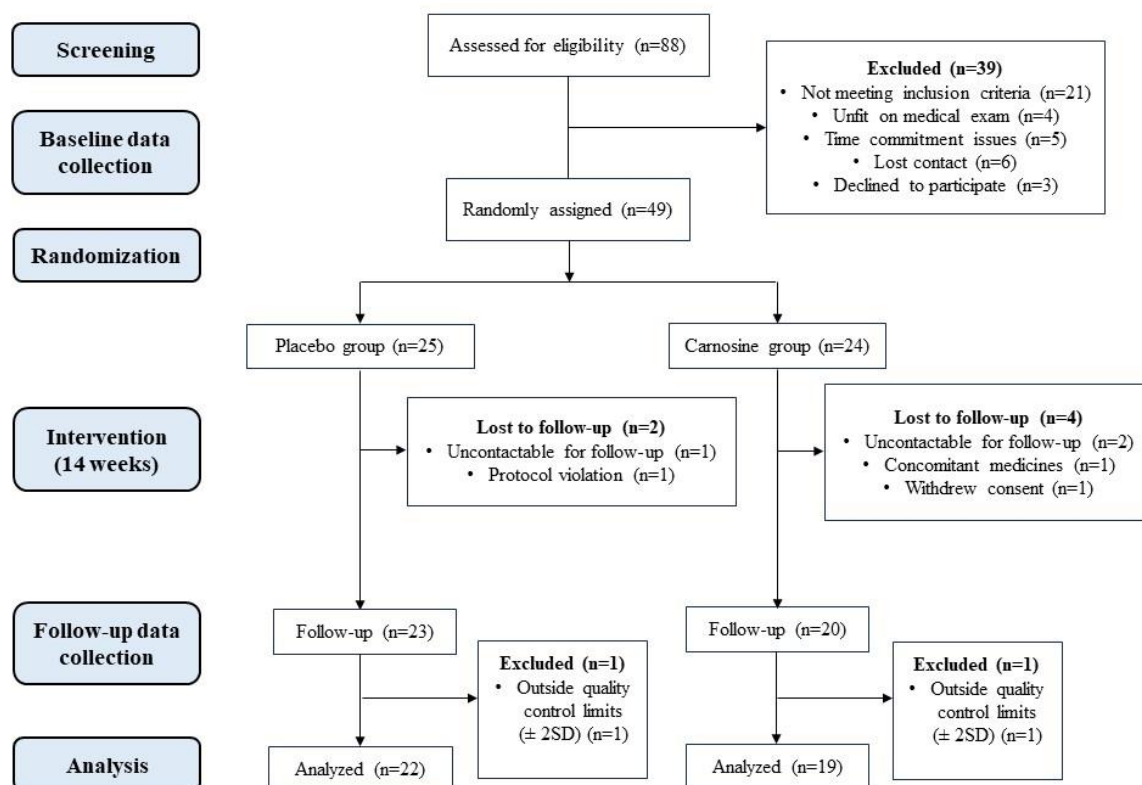 Screening
Assessed for eligibility (n=88)
Excluded (n=39)
• Not meeting inclusion criteria (n=21)
• Unfit on medical exam (n=4)
• Time commitment issues (n=5)
• Lost contact (n=6)
• Declined to participate (n=3)
Baseline data
collection
Randomly assigned (n=49)
Randomization
Placebo group (n=25)
Carnosine group (n=24)
Intervention
(14 weeks)
Lost to follow-up (n=2)
• Uncontactable for follow-up (n=1)
• Protocol violation (n=1)
Lost to follow-up (n=4)
• Uncontactable for follow-up (n=2)
• Concomitant medicines (n=1)
• Withdrew consent (n=1)
Follow-up data
collection
Follow-up (n=23)
Excluded (n=1)
• Outside quality
control limits
(± 2SD) (n=1)
Follow-up (n=20)
Excluded (n=1)
• Outside quality
control limits
(± 2SD) (n=1)
Analysis
Analyzed (n=22)
Analyzed (n=19)